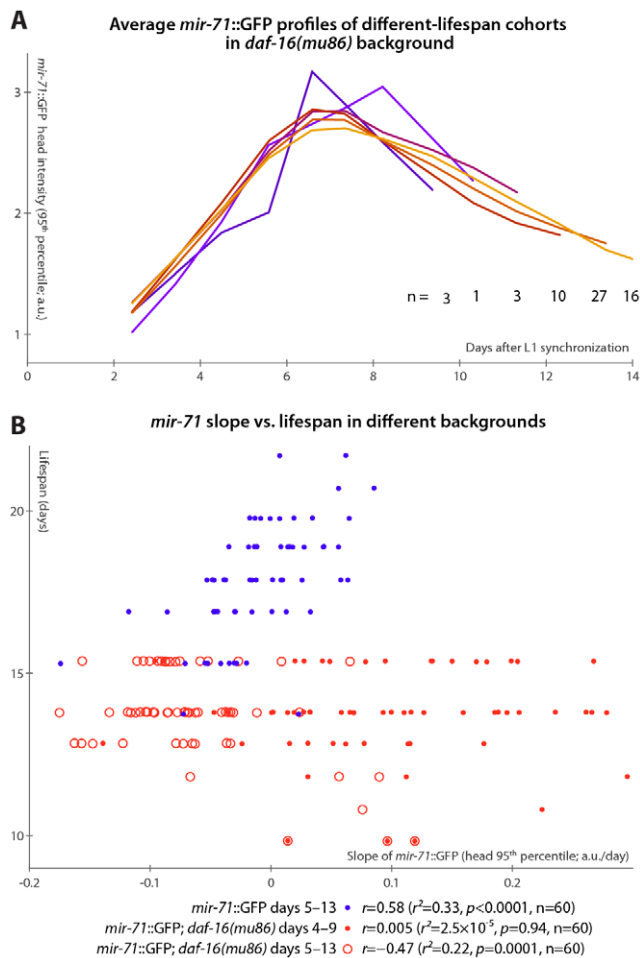 A
Average mir-71::GFP profiles of different-lifespan cohorts
in daf-16(mu86) background
mir-71::GFP head intensity (95th percentile; a.u.)
3
2
1
n = 3 1 3 10 27 16
Days after L1 synchronization
0 2 4 6 8 10 12 14
B
mir-71 slope vs. lifespan in different backgrounds
Lifespan (days)
20
15
10
Slope of mir-71::GFP (head 95th percentile; a.u./day)
-0.2 -0.1 0 0.1 0.2
mir-71::GFP days 5–13 r=0.58 (r²=0.33, p<0.0001, n=60)
mir-71::GFP; daf-16(mu86) days 4–9 r=0.005 (r²=2.5×10⁻⁵, p=0.94, n=60)
mir-71::GFP; daf-16(mu86) days 5–13 r=−0.47 (r²=0.22, p=0.0001, n=60)